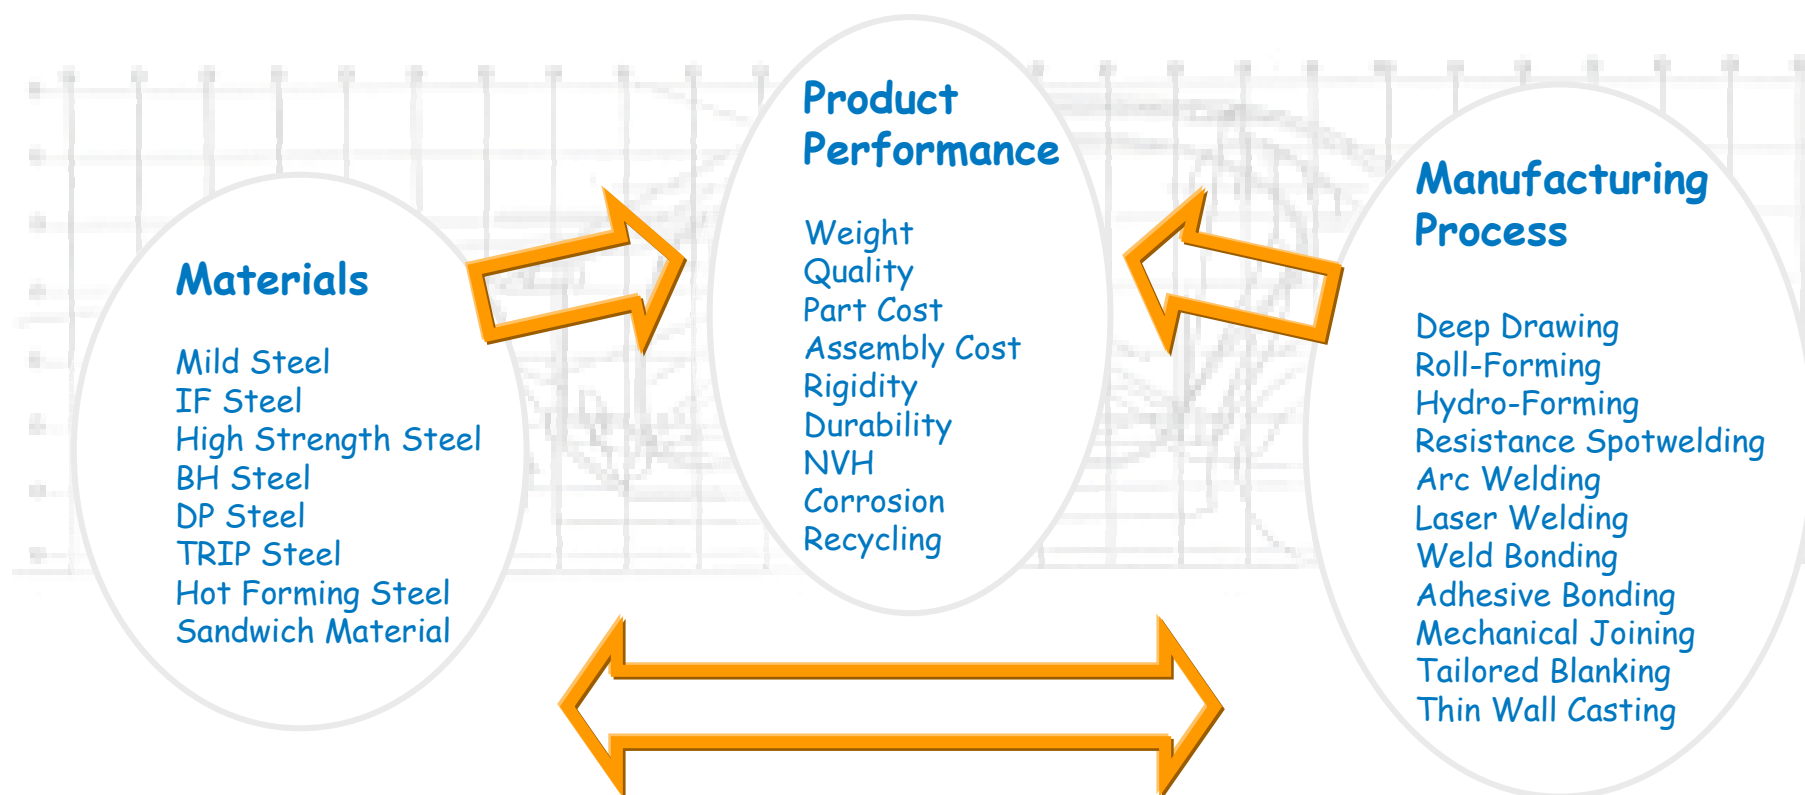 Materials
Mild Steel
IF Steel
High Strength Steel
BH Steel
DP Steel
TRIP Steel
Hot Forming Steel
Sandwich Material
Product
Performance
Weight
Quality
Part Cost
Assembly Cost
Rigidity
Durability
NVH
Corrosion
Recycling
Manufacturing
Process
Deep Drawing
Roll-Forming
Hydro-Forming
Resistance Spotwelding
Arc Welding
Laser Welding
Weld Bonding
Adhesive Bonding
Mechanical Joining
Tailored Blanking
Thin Wall Casting